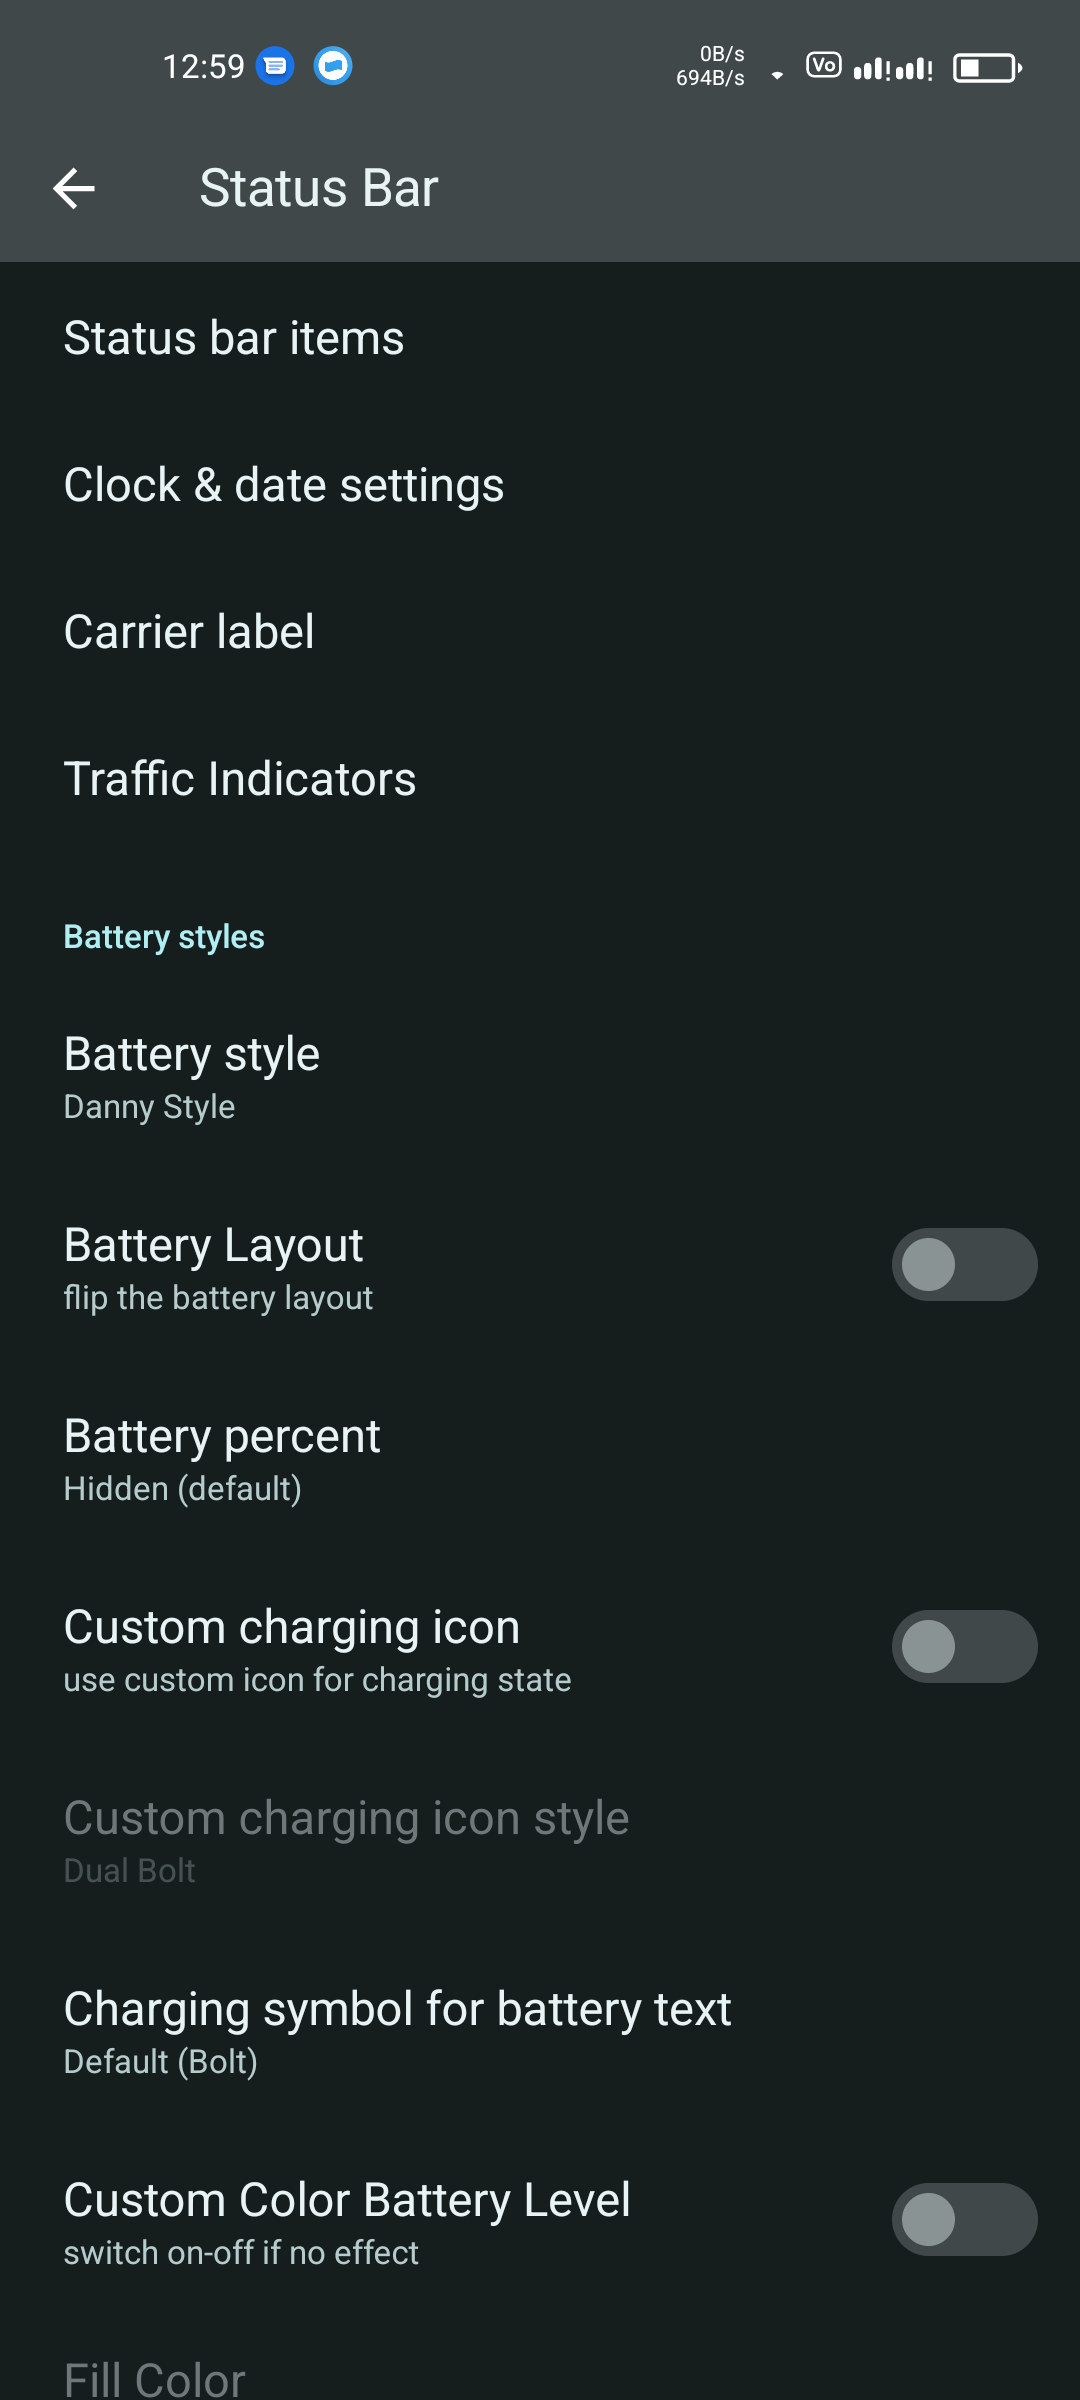 12:59
0B/s
694B/s
Vo
Status Bar
Status bar items
Clock & date settings
Carrier label
Traffic Indicators
Battery styles
Battery style
Danny Style
Battery Layout
flip the battery layout
Battery percent
Hidden (default)
Custom charging icon
use custom icon for charging state
Custom charging icon style
Dual Bolt
Charging symbol for battery text
Default (Bolt)
Custom Color Battery Level
switch on-off if no effect
Fill Color